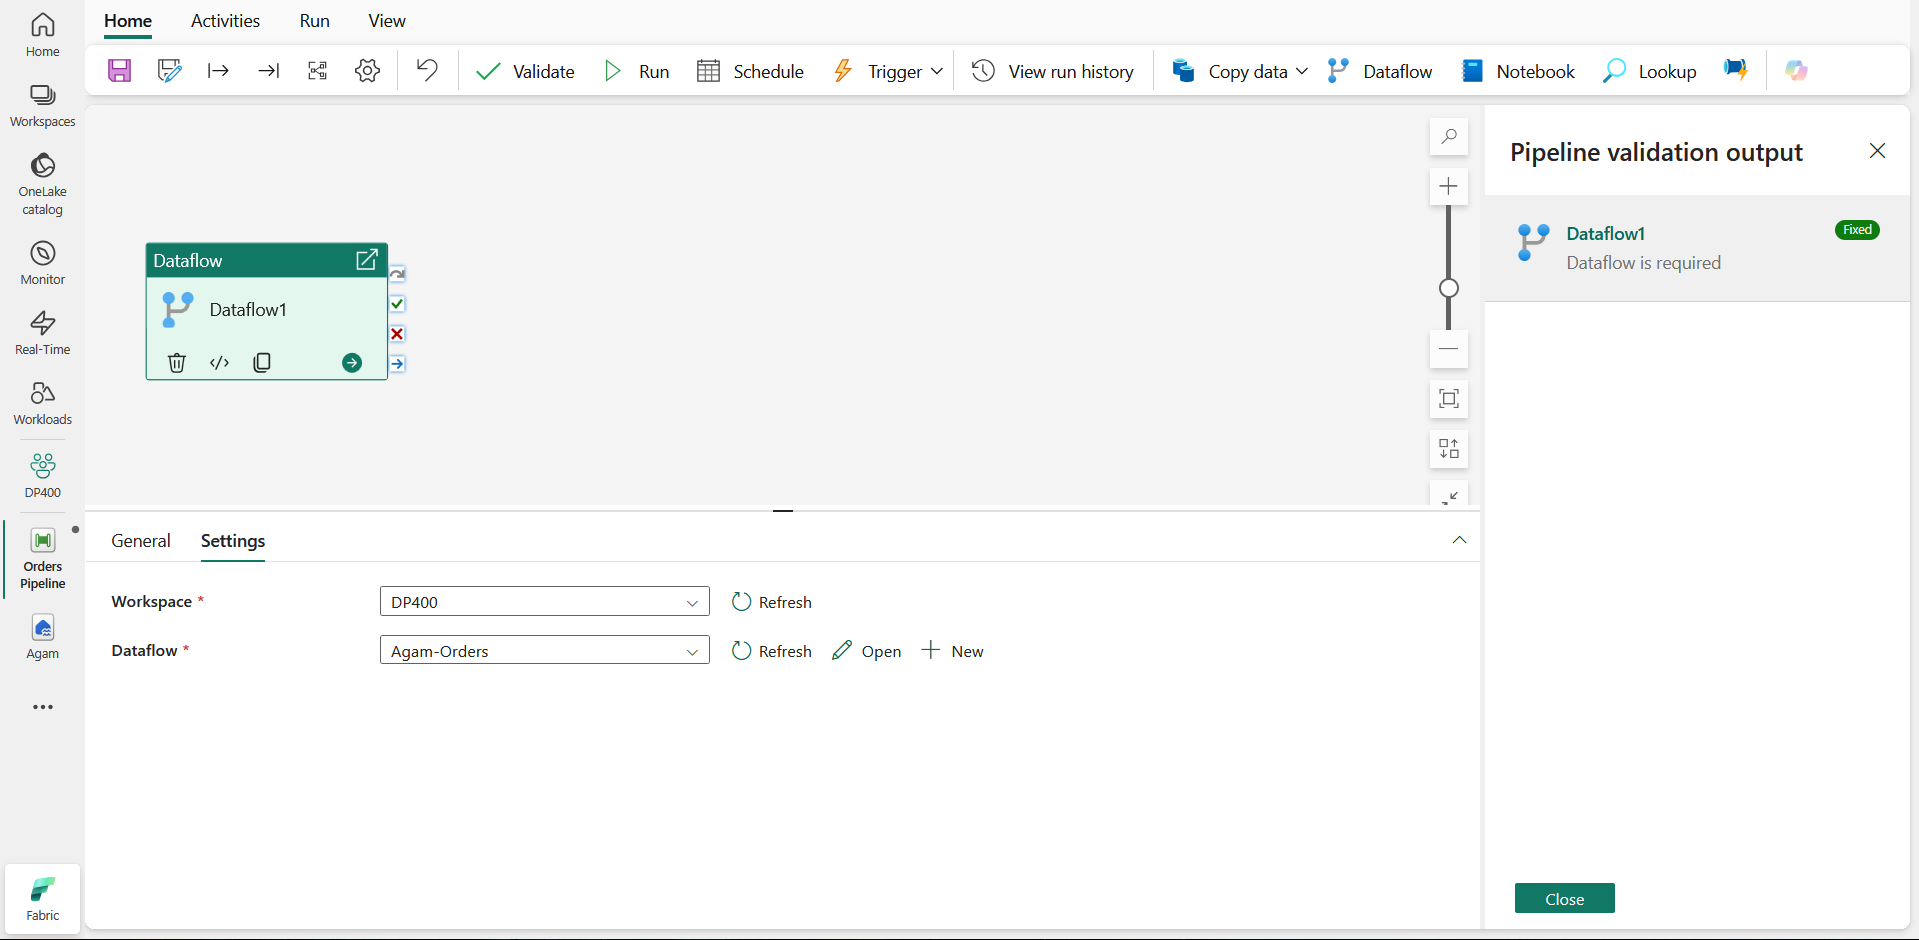 Home
Workspaces
OneLake
catalog
Monitor
Real-Time
Workloads
DP400
Orders
Pipeline
Agam
Fabric
Home Activities Run View
Validate Run Schedule Trigger View run history Copy data Dataflow Notebook Lookup
Dataflow
Dataflow1
General Settings
Workspace * DP400 Refresh
Dataflow * Agam-Orders Refresh Open New
Pipeline validation output
Dataflow1 Fixed
Dataflow is required
Close